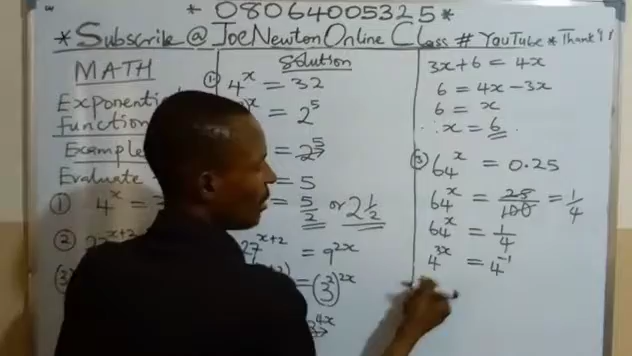 * 08064005325 *
* Subscribe @ JoeNewton Online Class # YouTube * Thank
MATH
Exponenti
function
Example
Evaluate
① 4^x =
②
Solution
① 4^x = 32
= 2^5
= 2^5
= 5
= 5/2 or 2 1/2
27^x+2 = 9^2x
= (3^2)^2x
3x+6 = 4x
6 = 4x-3x
6 = x
∴ x = 6
③ 64^x = 0.25
64^x = 25/100 = 1/4
64^x = 1/4
4^3x = 4^-1